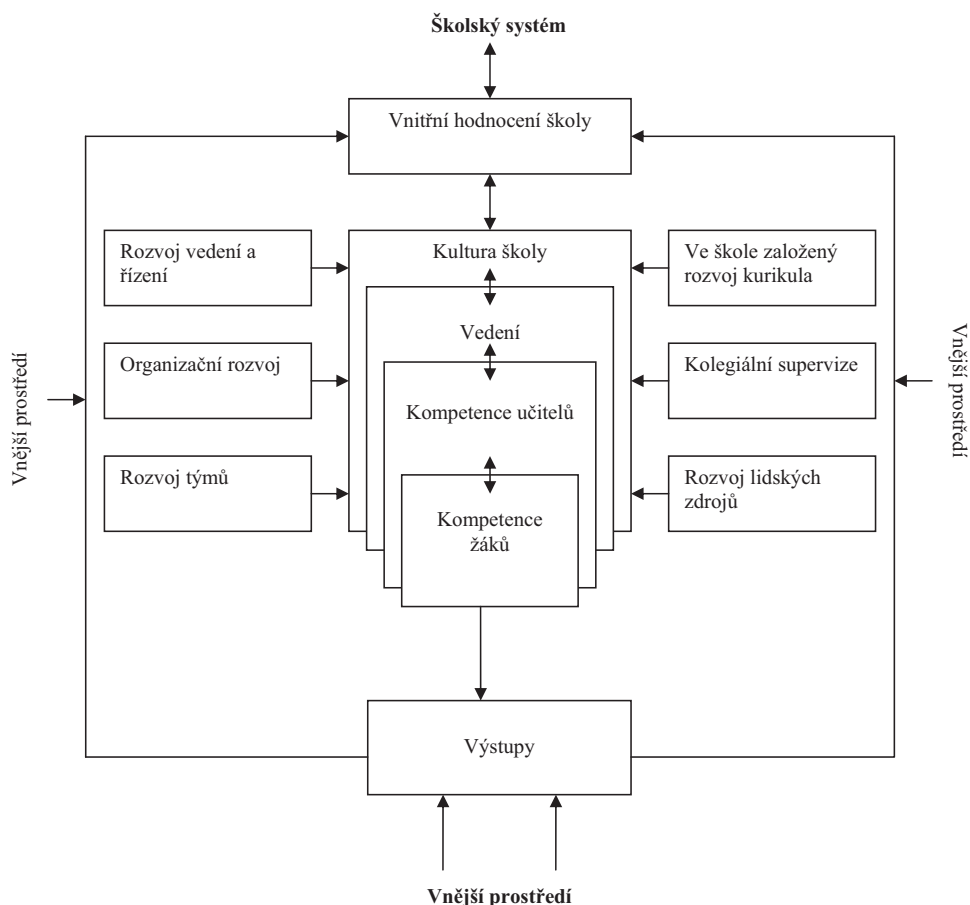 Školský systém
Vnitřní hodnocení školy
Rozvoj vedení a
řízení
Kultura školy
Ve škole založený
rozvoj kurikula
Vedení
Vnější prostředí
Organizační rozvoj
Kolegiální supervize
Vnější prostředí
Kompetence učitelů
Rozvoj týmů
Rozvoj lidských
zdrojů
Kompetence
žáků
Výstupy
Vnější prostředí